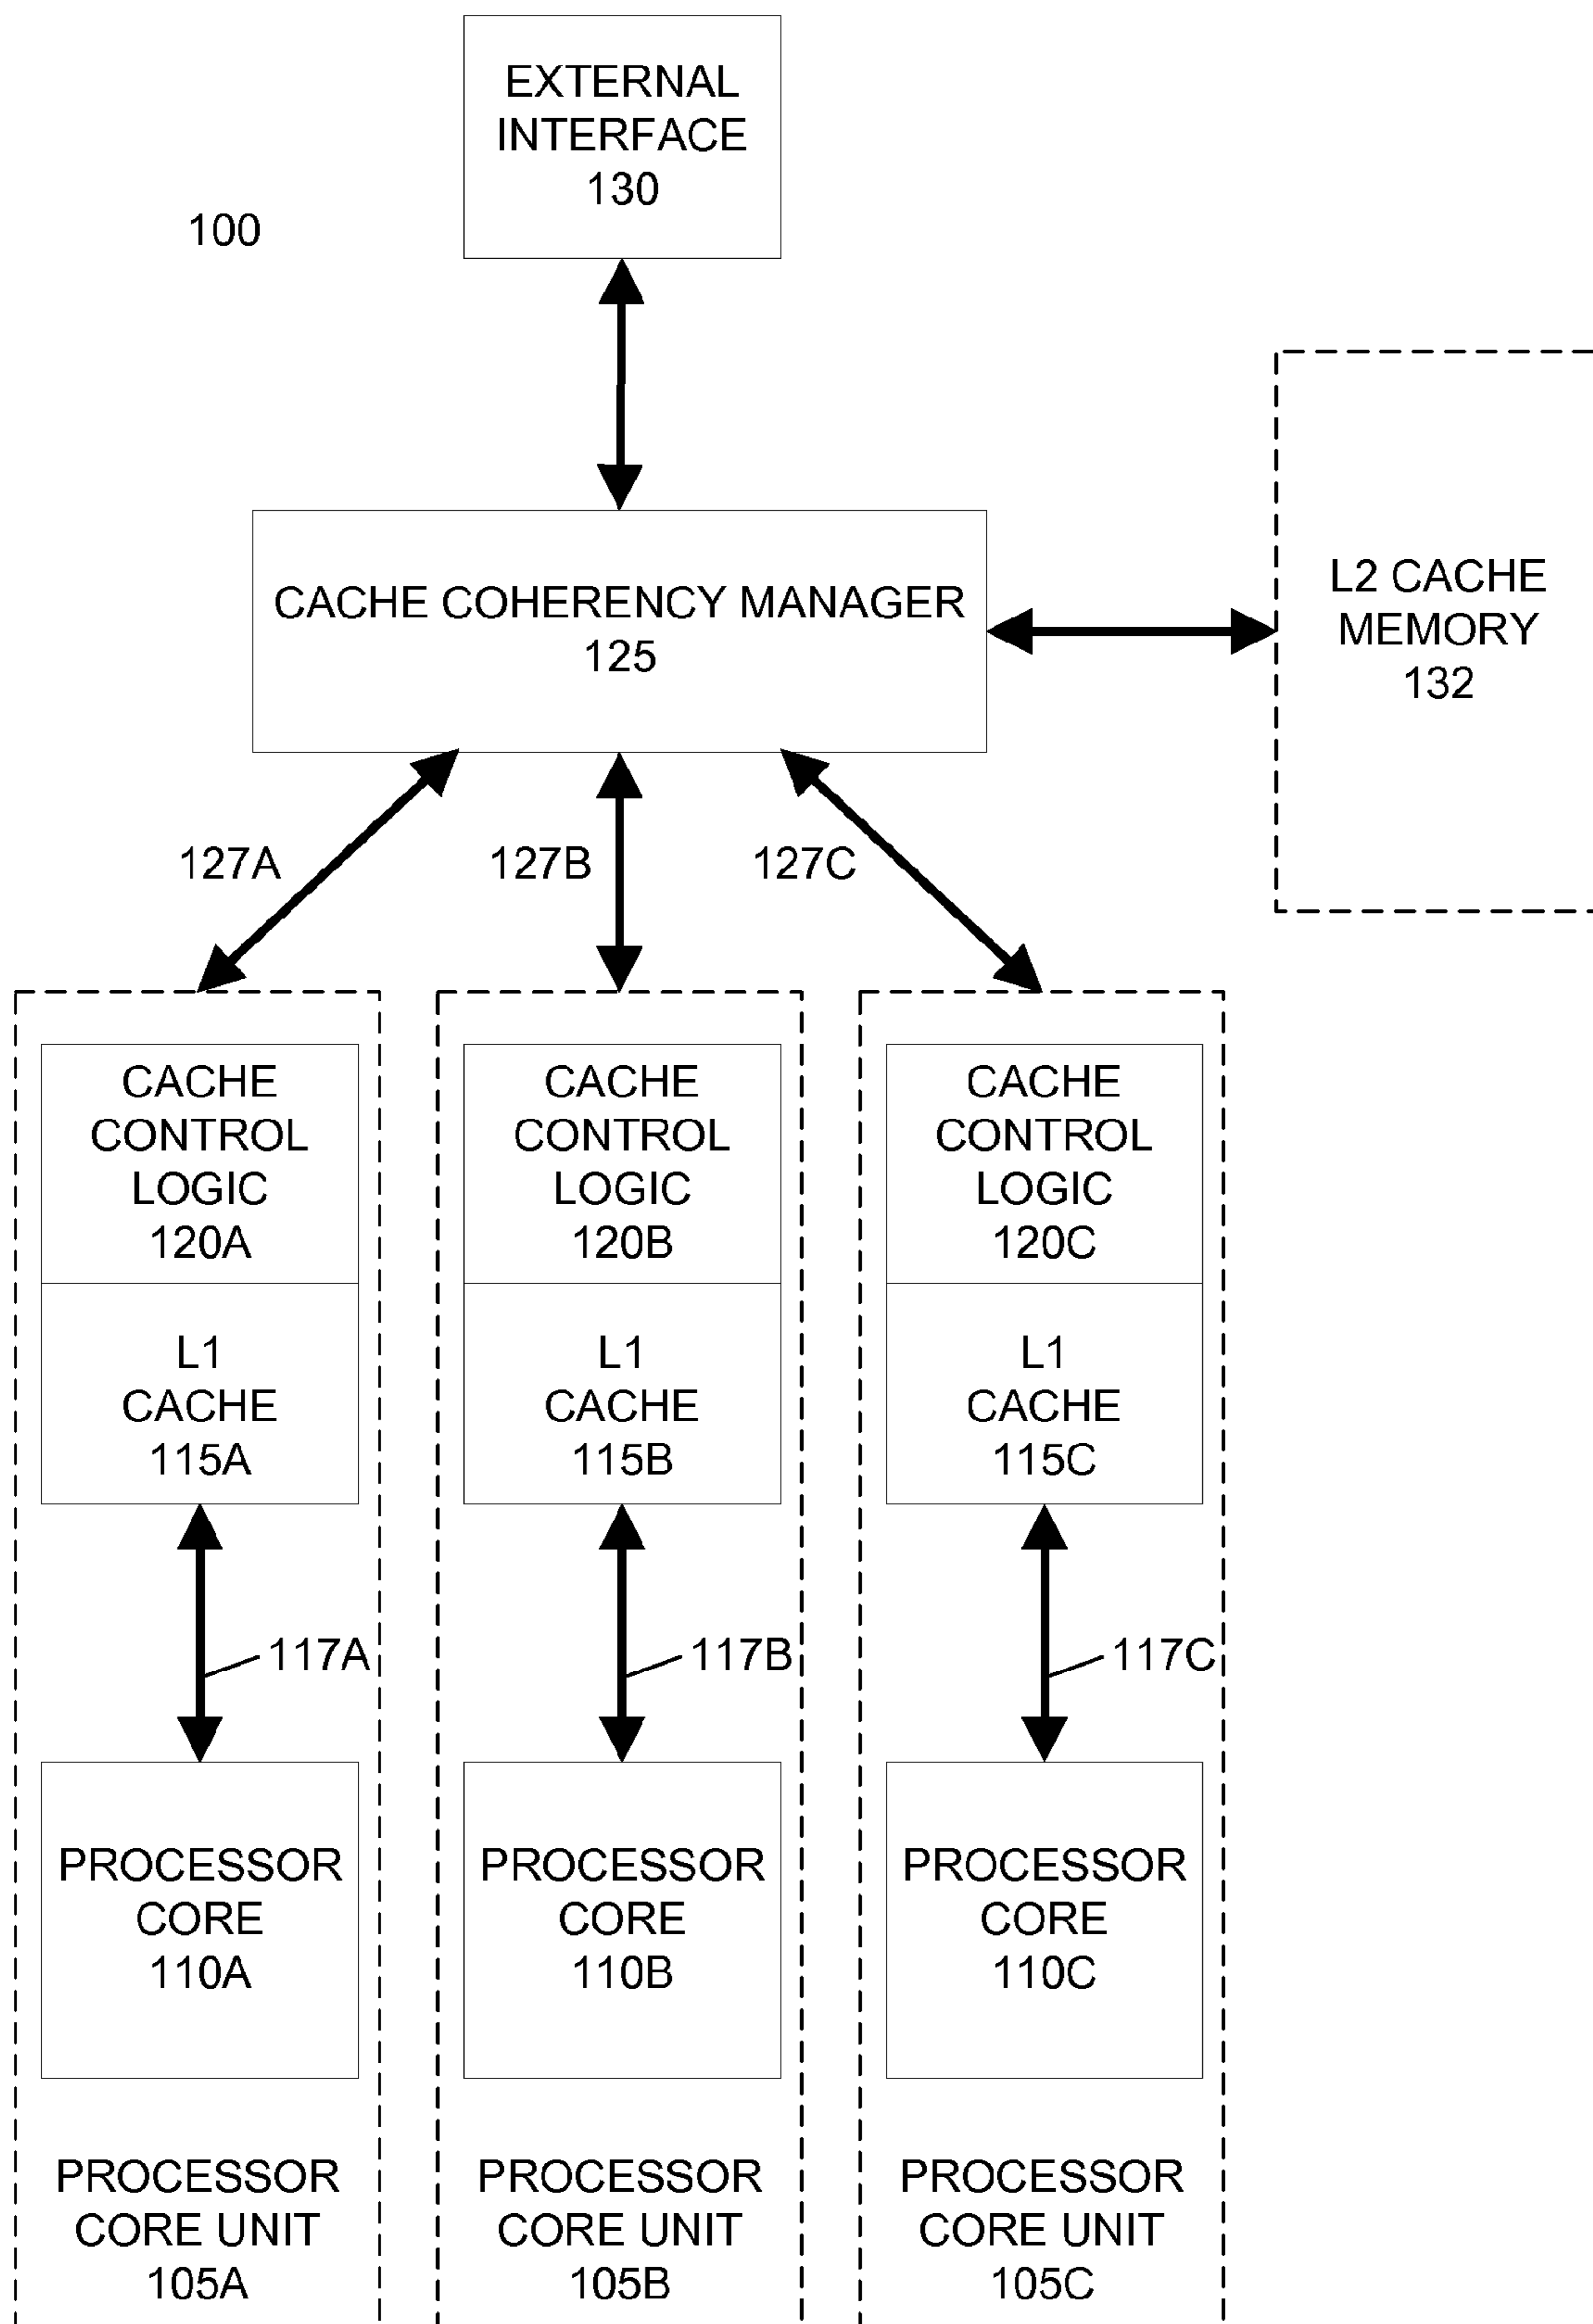 EXTERNAL
INTERFACE
130
100
CACHE COHERENCY MANAGER
125
L2 CACHE
MEMORY
132
127A
127B
127C
CACHE
CONTROL
LOGIC
120A
L1
CACHE
115A
117A
PROCESSOR
CORE
110A
PROCESSOR
CORE UNIT
105A
CACHE
CONTROL
LOGIC
120B
L1
CACHE
115B
117B
PROCESSOR
CORE
110B
PROCESSOR
CORE UNIT
105B
CACHE
CONTROL
LOGIC
120C
L1
CACHE
115C
117C
PROCESSOR
CORE
110C
PROCESSOR
CORE UNIT
105C